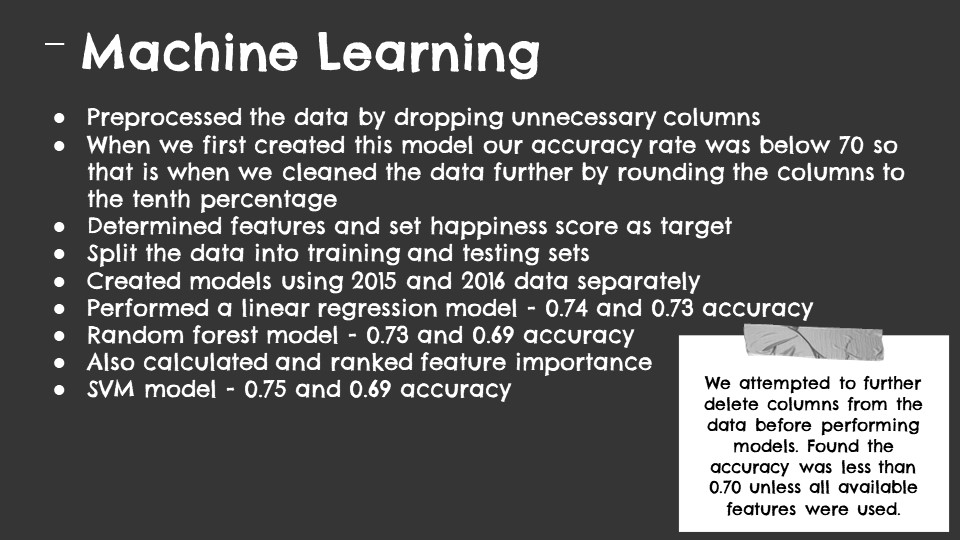 Machine Learning
● Preprocessed the data by dropping unnecessary columns
● When we first created this model our accuracy rate was below 70 so
that is when we cleaned the data further by rounding the columns to
the tenth percentage
● Determined features and set happiness score as target
● Split the data into training and testing sets
● Created models using 2015 and 2016 data separately
● Performed a linear regression model - 0.74 and 0.73 accuracy
● Random forest model - 0.73 and 0.69 accuracy
● Also calculated and ranked feature importance
● SVM model - 0.75 and 0.69 accuracy
We attempted to further
delete columns from the
data before performing
models. Found the
accuracy was less than
0.70 unless all available
features were used.